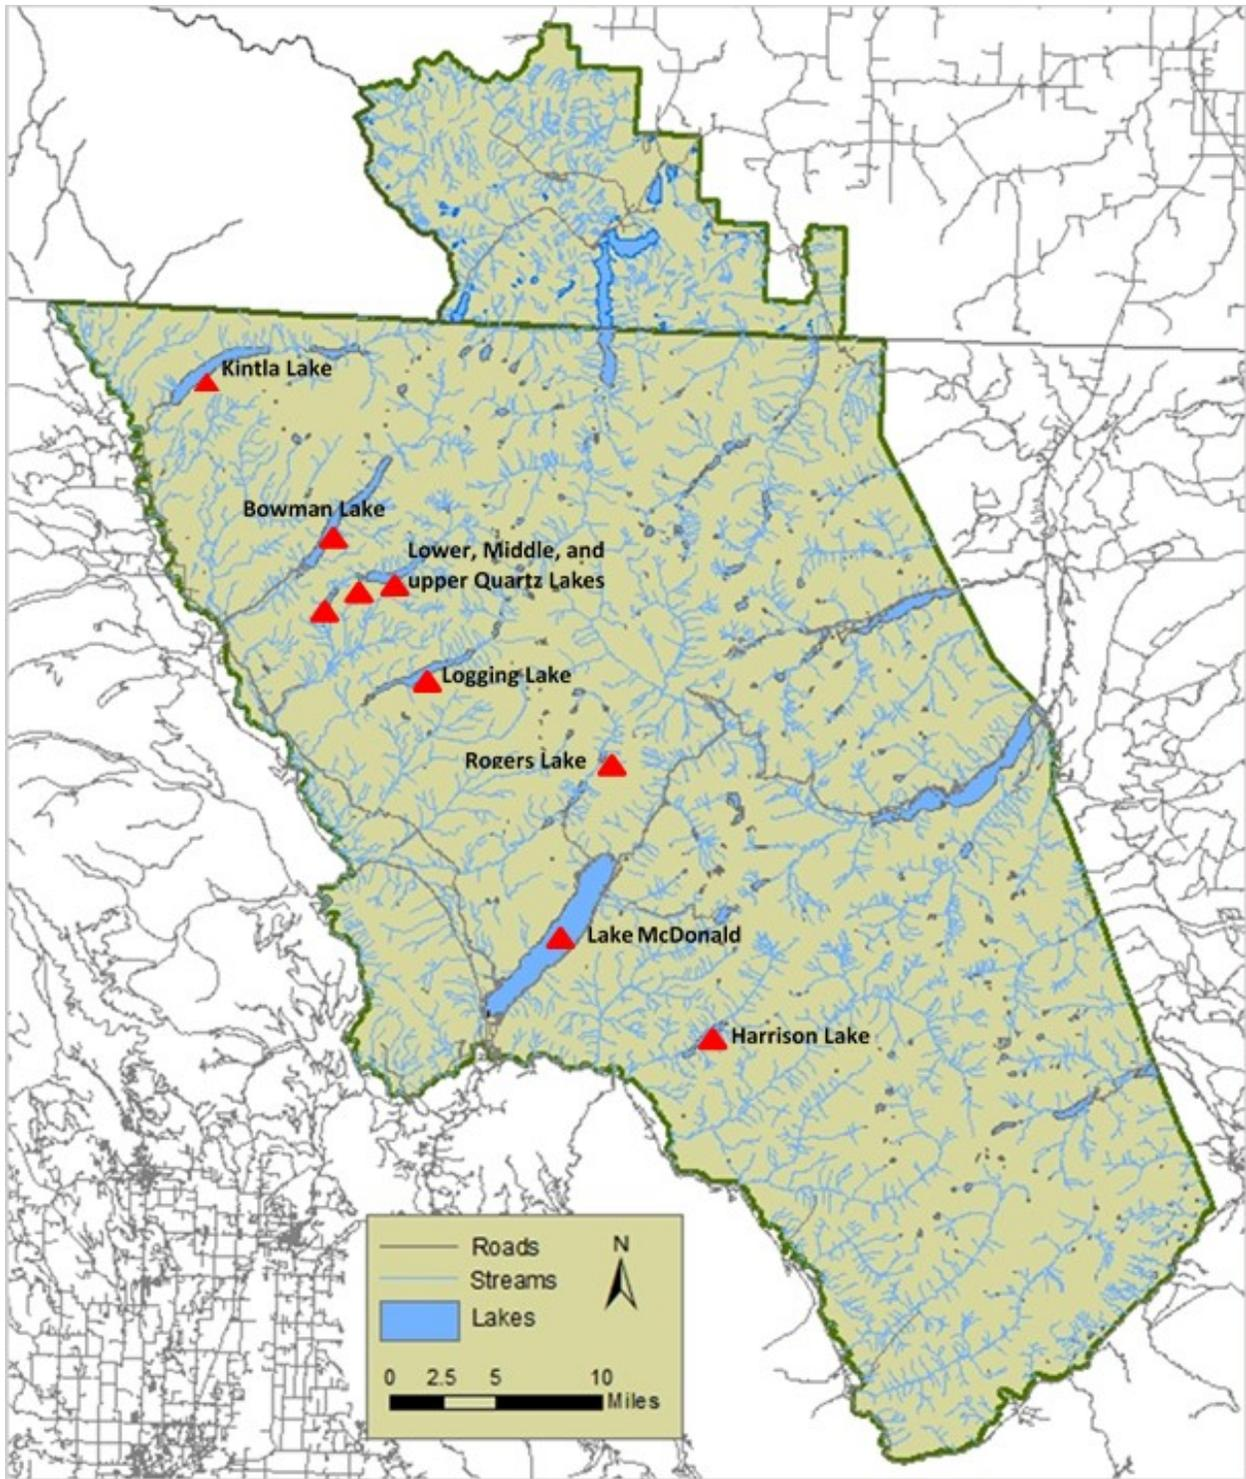 Kintla Lake
Bowman Lake
Lower, Middle, and
upper Quartz Lakes
Logging Lake
Rogers Lake
Lake McDonald
Harrison Lake
Roads
N
Streams
Lakes
0 2.5 5 10
Miles